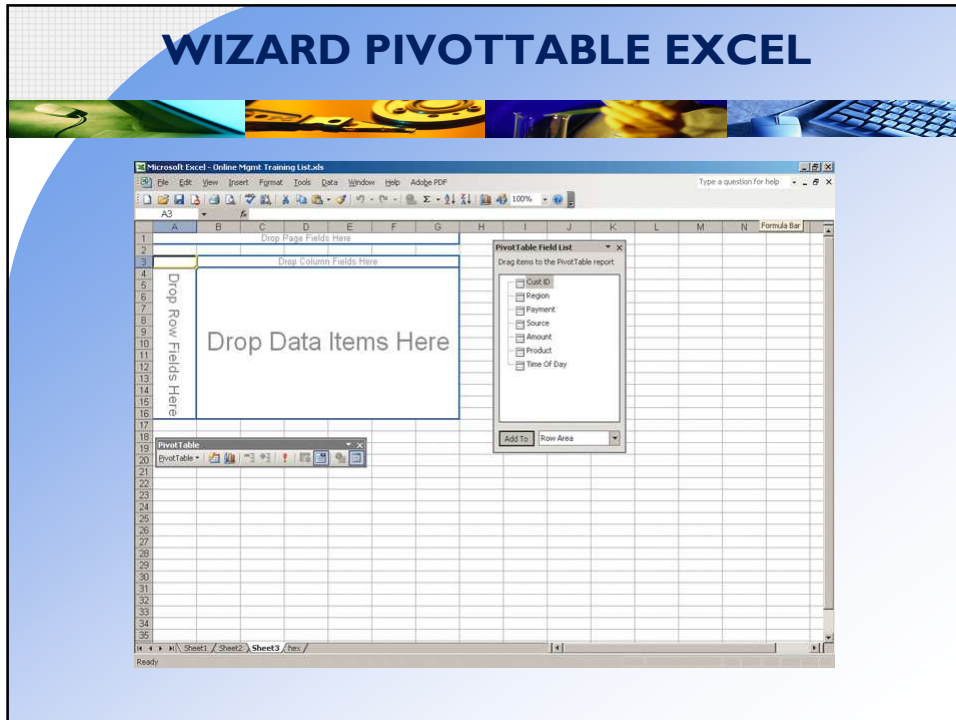 WIZARD PIVOTTABLE EXCEL
Microsoft Excel - Online Mgmt Training List.xls
File Edit View Insert Format Tools Data Window Help Adobe PDF
Type a question for help
100%
A3
fx
Formula Bar
A B C D E F G H I J K L M N
1
2
3
4
5
6
7
8
9
10
11
12
13
14
15
16
17
18
19
20
21
22
23
24
25
26
27
28
29
30
31
32
33
34
35
Drop Page Fields Here
Drop Column Fields Here
Drop Row Fields Here
Drop Data Items Here
PivotTable Field List
Drag items to the PivotTable report
Cust ID
Region
Payment
Source
Amount
Product
Time Of Day
Add To Row Area
PivotTable
PivotTable
Sheet1 Sheet2 Sheet3 hex
Ready